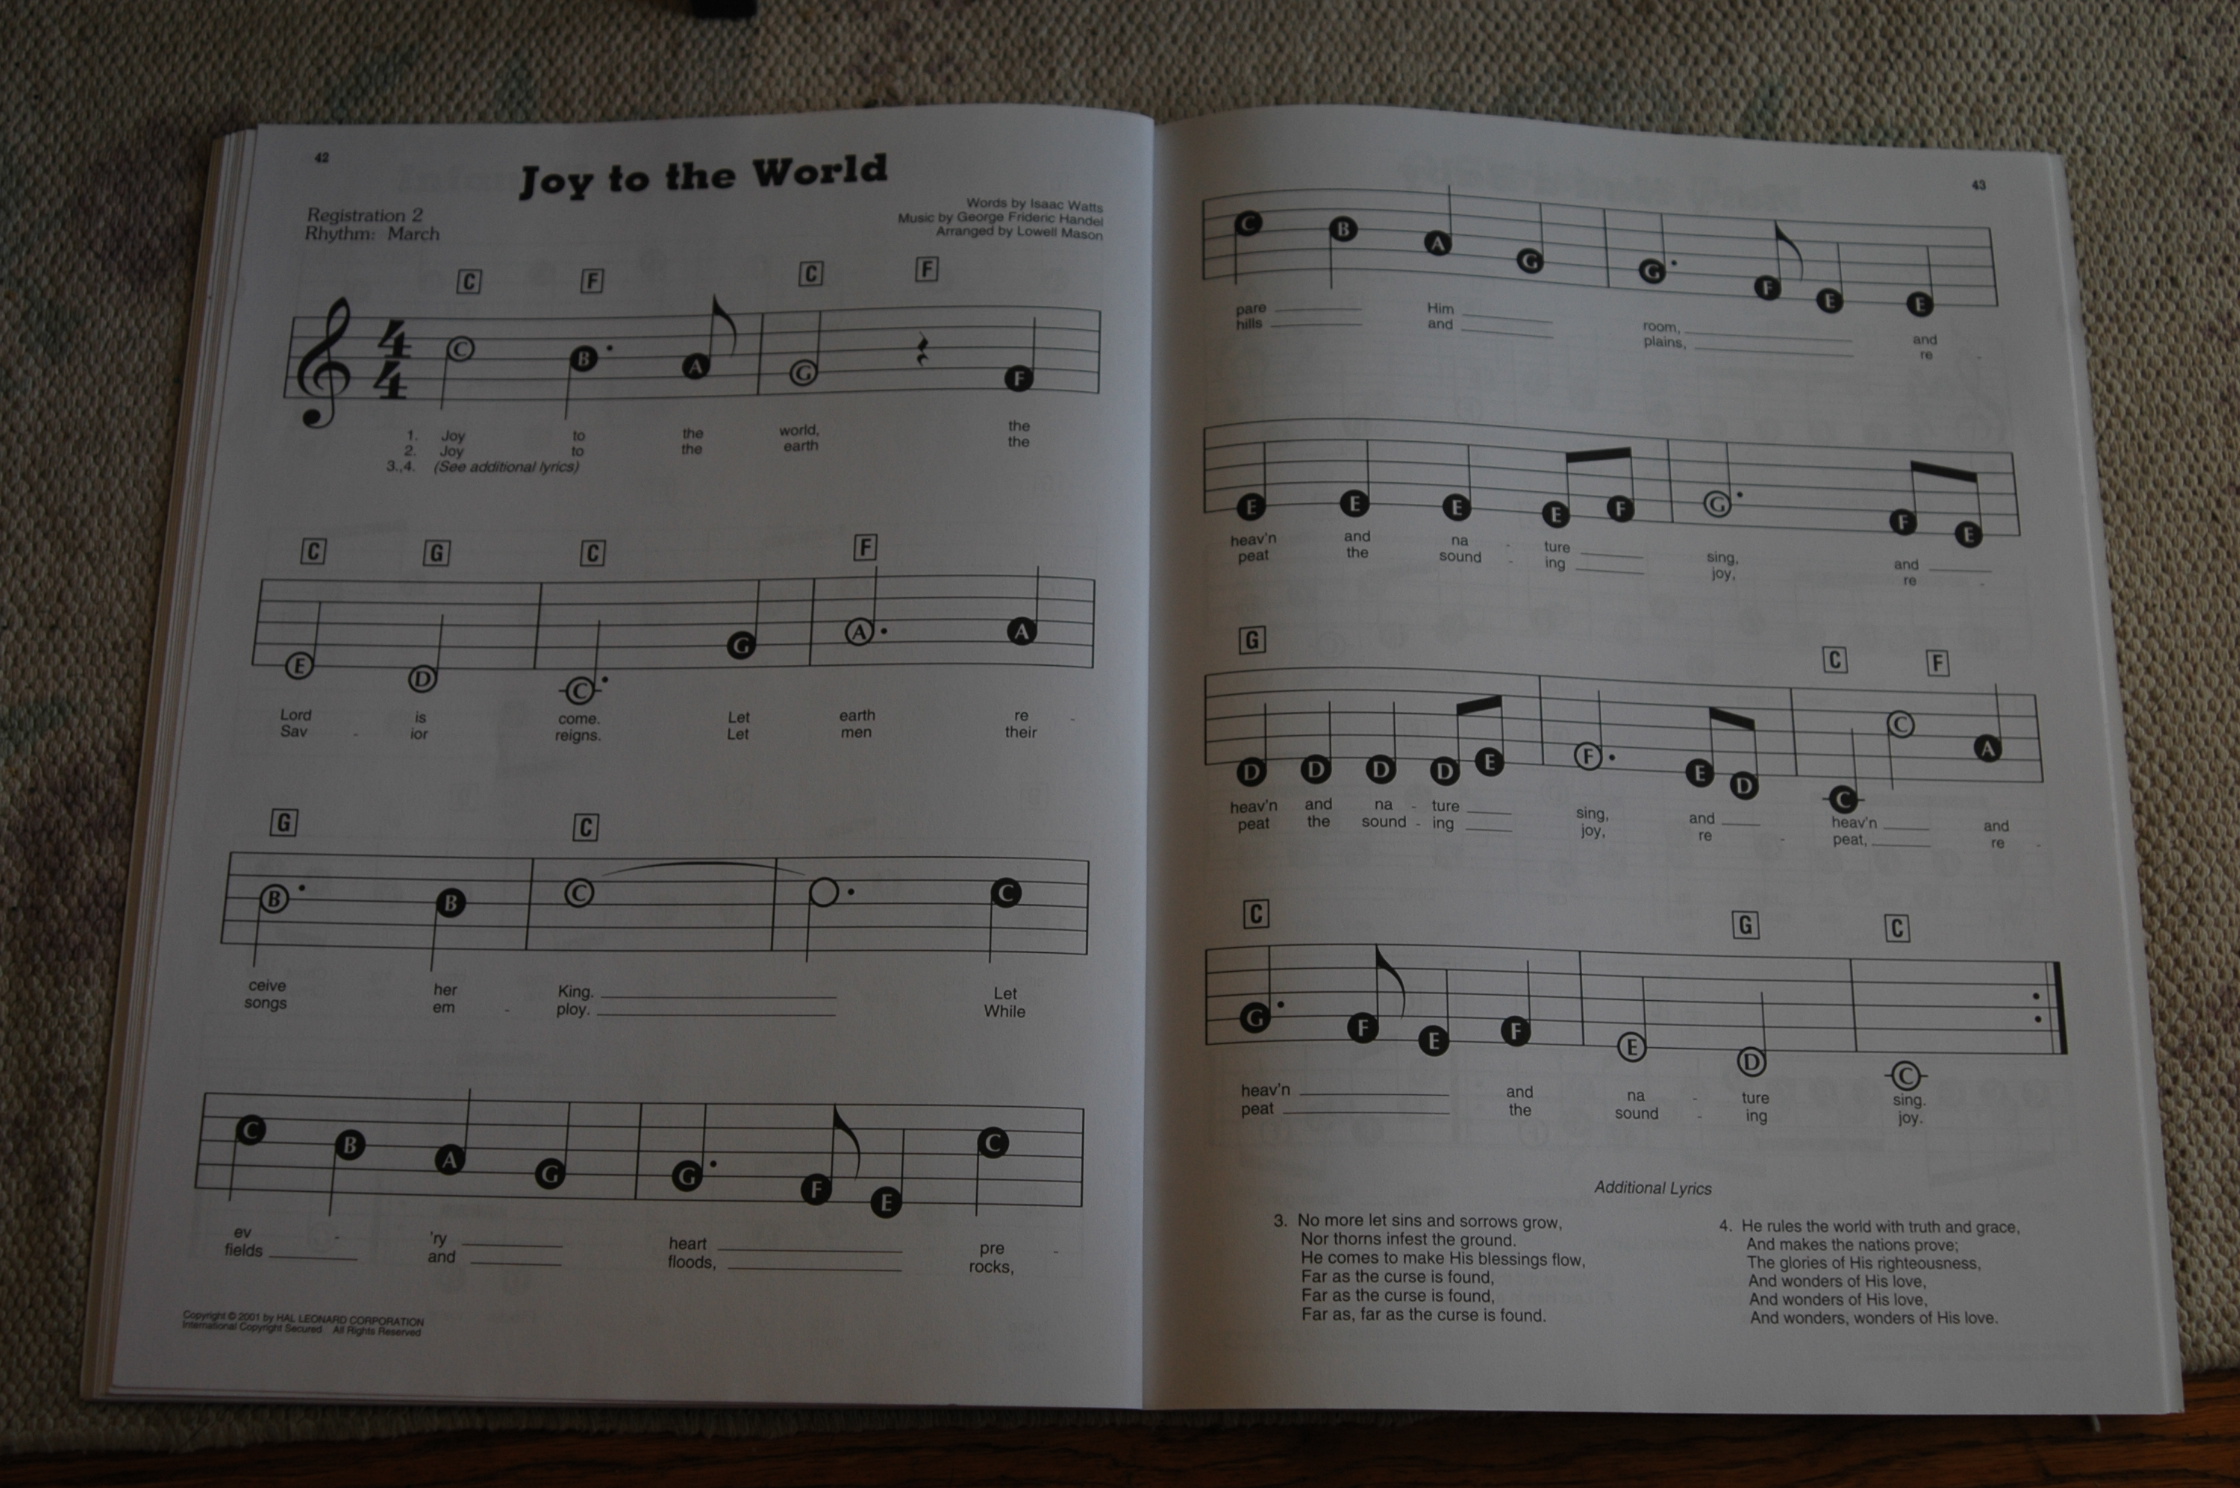 42
Joy to the World
Registration 2
Rhythm: March
Words by Isaac Watts
Music by George Frideric Handel
Arranged by Lowell Mason
C F C F
4
4
C B A G F
1. Joy to the world, the
2. Joy to the earth the
3.,4. (See additional lyrics)
C G C F
E D C G A A
Lord is come. Let earth re -
Sav - ior reigns. Let men their
G C
B B C C
ceive her King. Let
songs em - ploy. While
C B A G G F E C
ev - 'ry heart pre -
fields and floods, rocks,
Copyright © 2001 by HAL LEONARD CORPORATION
International Copyright Secured All Rights Reserved
43
C B A G G F E E
pare Him room, and
hills and plains, re -
E E E E F G F E
heav'n and na - ture sing, and
peat the sound - ing joy, re -
G C F
D D D D E F E D C C A
heav'n and na - ture sing, and heav'n and
peat the sound - ing joy, re - peat, re -
C G C
G F E F E D C
heav'n and na - ture sing.
peat the sound - ing joy.
Additional Lyrics
3. No more let sins and sorrows grow,
Nor thorns infest the ground.
He comes to make His blessings flow,
Far as the curse is found,
Far as the curse is found,
Far as, far as the curse is found.
4. He rules the world with truth and grace,
And makes the nations prove;
The glories of His righteousness,
And wonders of His love,
And wonders of His love,
And wonders, wonders of His love.